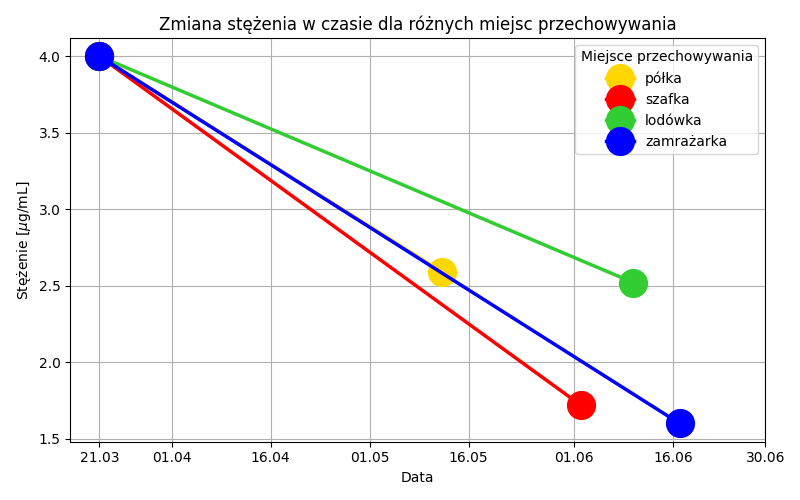 Zmiana stężenia w czasie dla różnych miejsc przechowywania
Stężenie [μg/mL]
4.0
3.5
3.0
2.5
2.0
1.5
Miejsce przechowywania
półka
szafka
lodówka
zamrażarka
21.03 01.04 16.04 01.05 16.05 01.06 16.06 30.06
Data